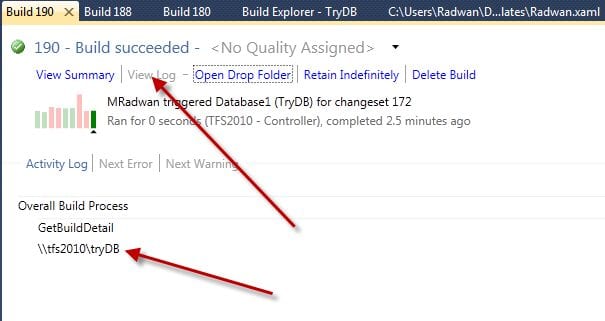 Build 190 X Build 188 Build 180 Build Explorer - TryDB C:\Users\Radwan\D...lates\Radwan.xaml
190 - Build succeeded - <No Quality Assigned>
View Summary | View Log - Open Drop Folder | Retain Indefinitely | Delete Build
MRadwan triggered Database1 (TryDB) for changeset 172
Ran for 0 seconds (TFS2010 - Controller), completed 2.5 minutes ago
Activity Log | Next Error | Next Warning
Overall Build Process
GetBuildDetail
\\tfs2010\tryDB